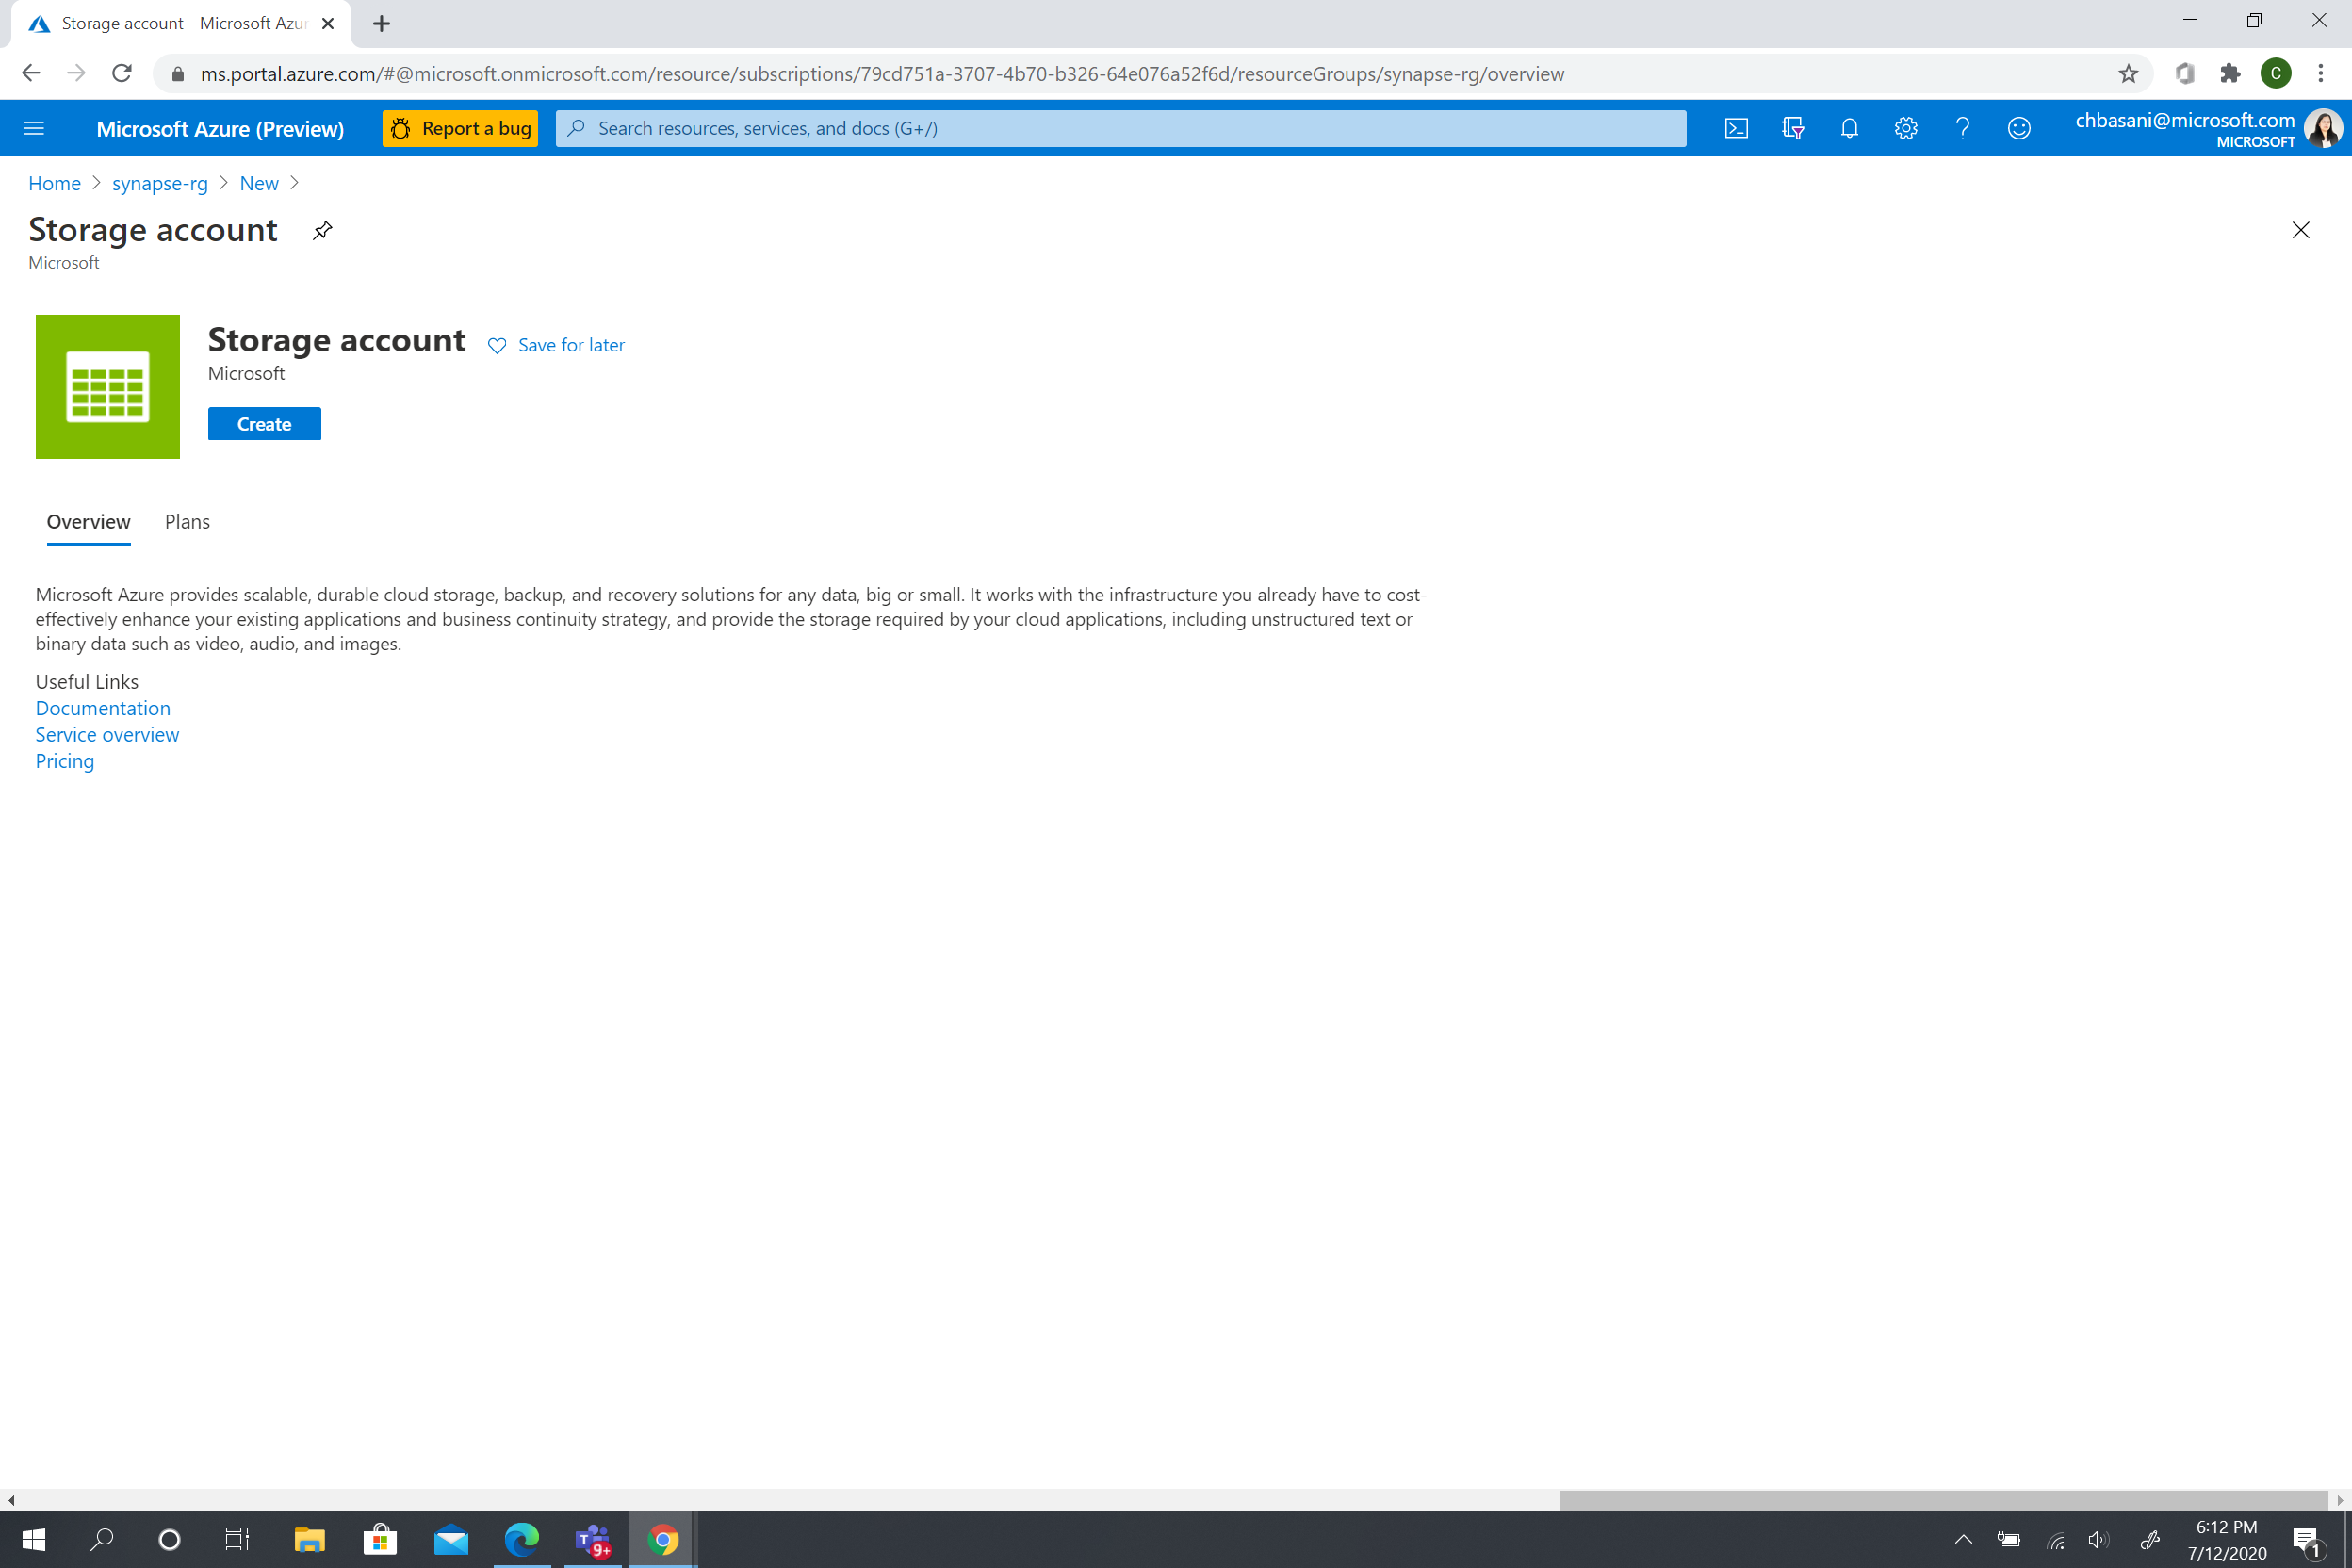 Storage account - Microsoft Azur
ms.portal.azure.com/#@microsoft.onmicrosoft.com/resource/subscriptions/79cd751a-3707-4b70-b326-64e076a52f6d/resourceGroups/synapse-rg/overview
C
Microsoft Azure (Preview)
Report a bug
Search resources, services, and docs (G+/)
chbasani@microsoft.com
MICROSOFT
Home > synapse-rg > New >
Storage account
Microsoft
Storage account
Save for later
Microsoft
Create
Overview
Plans
Microsoft Azure provides scalable, durable cloud storage, backup, and recovery solutions for any data, big or small. It works with the infrastructure you already have to cost-
effectively enhance your existing applications and business continuity strategy, and provide the storage required by your cloud applications, including unstructured text or
binary data such as video, audio, and images.
Useful Links
Documentation
Service overview
Pricing
T
9+
6:12 PM
7/12/2020
1